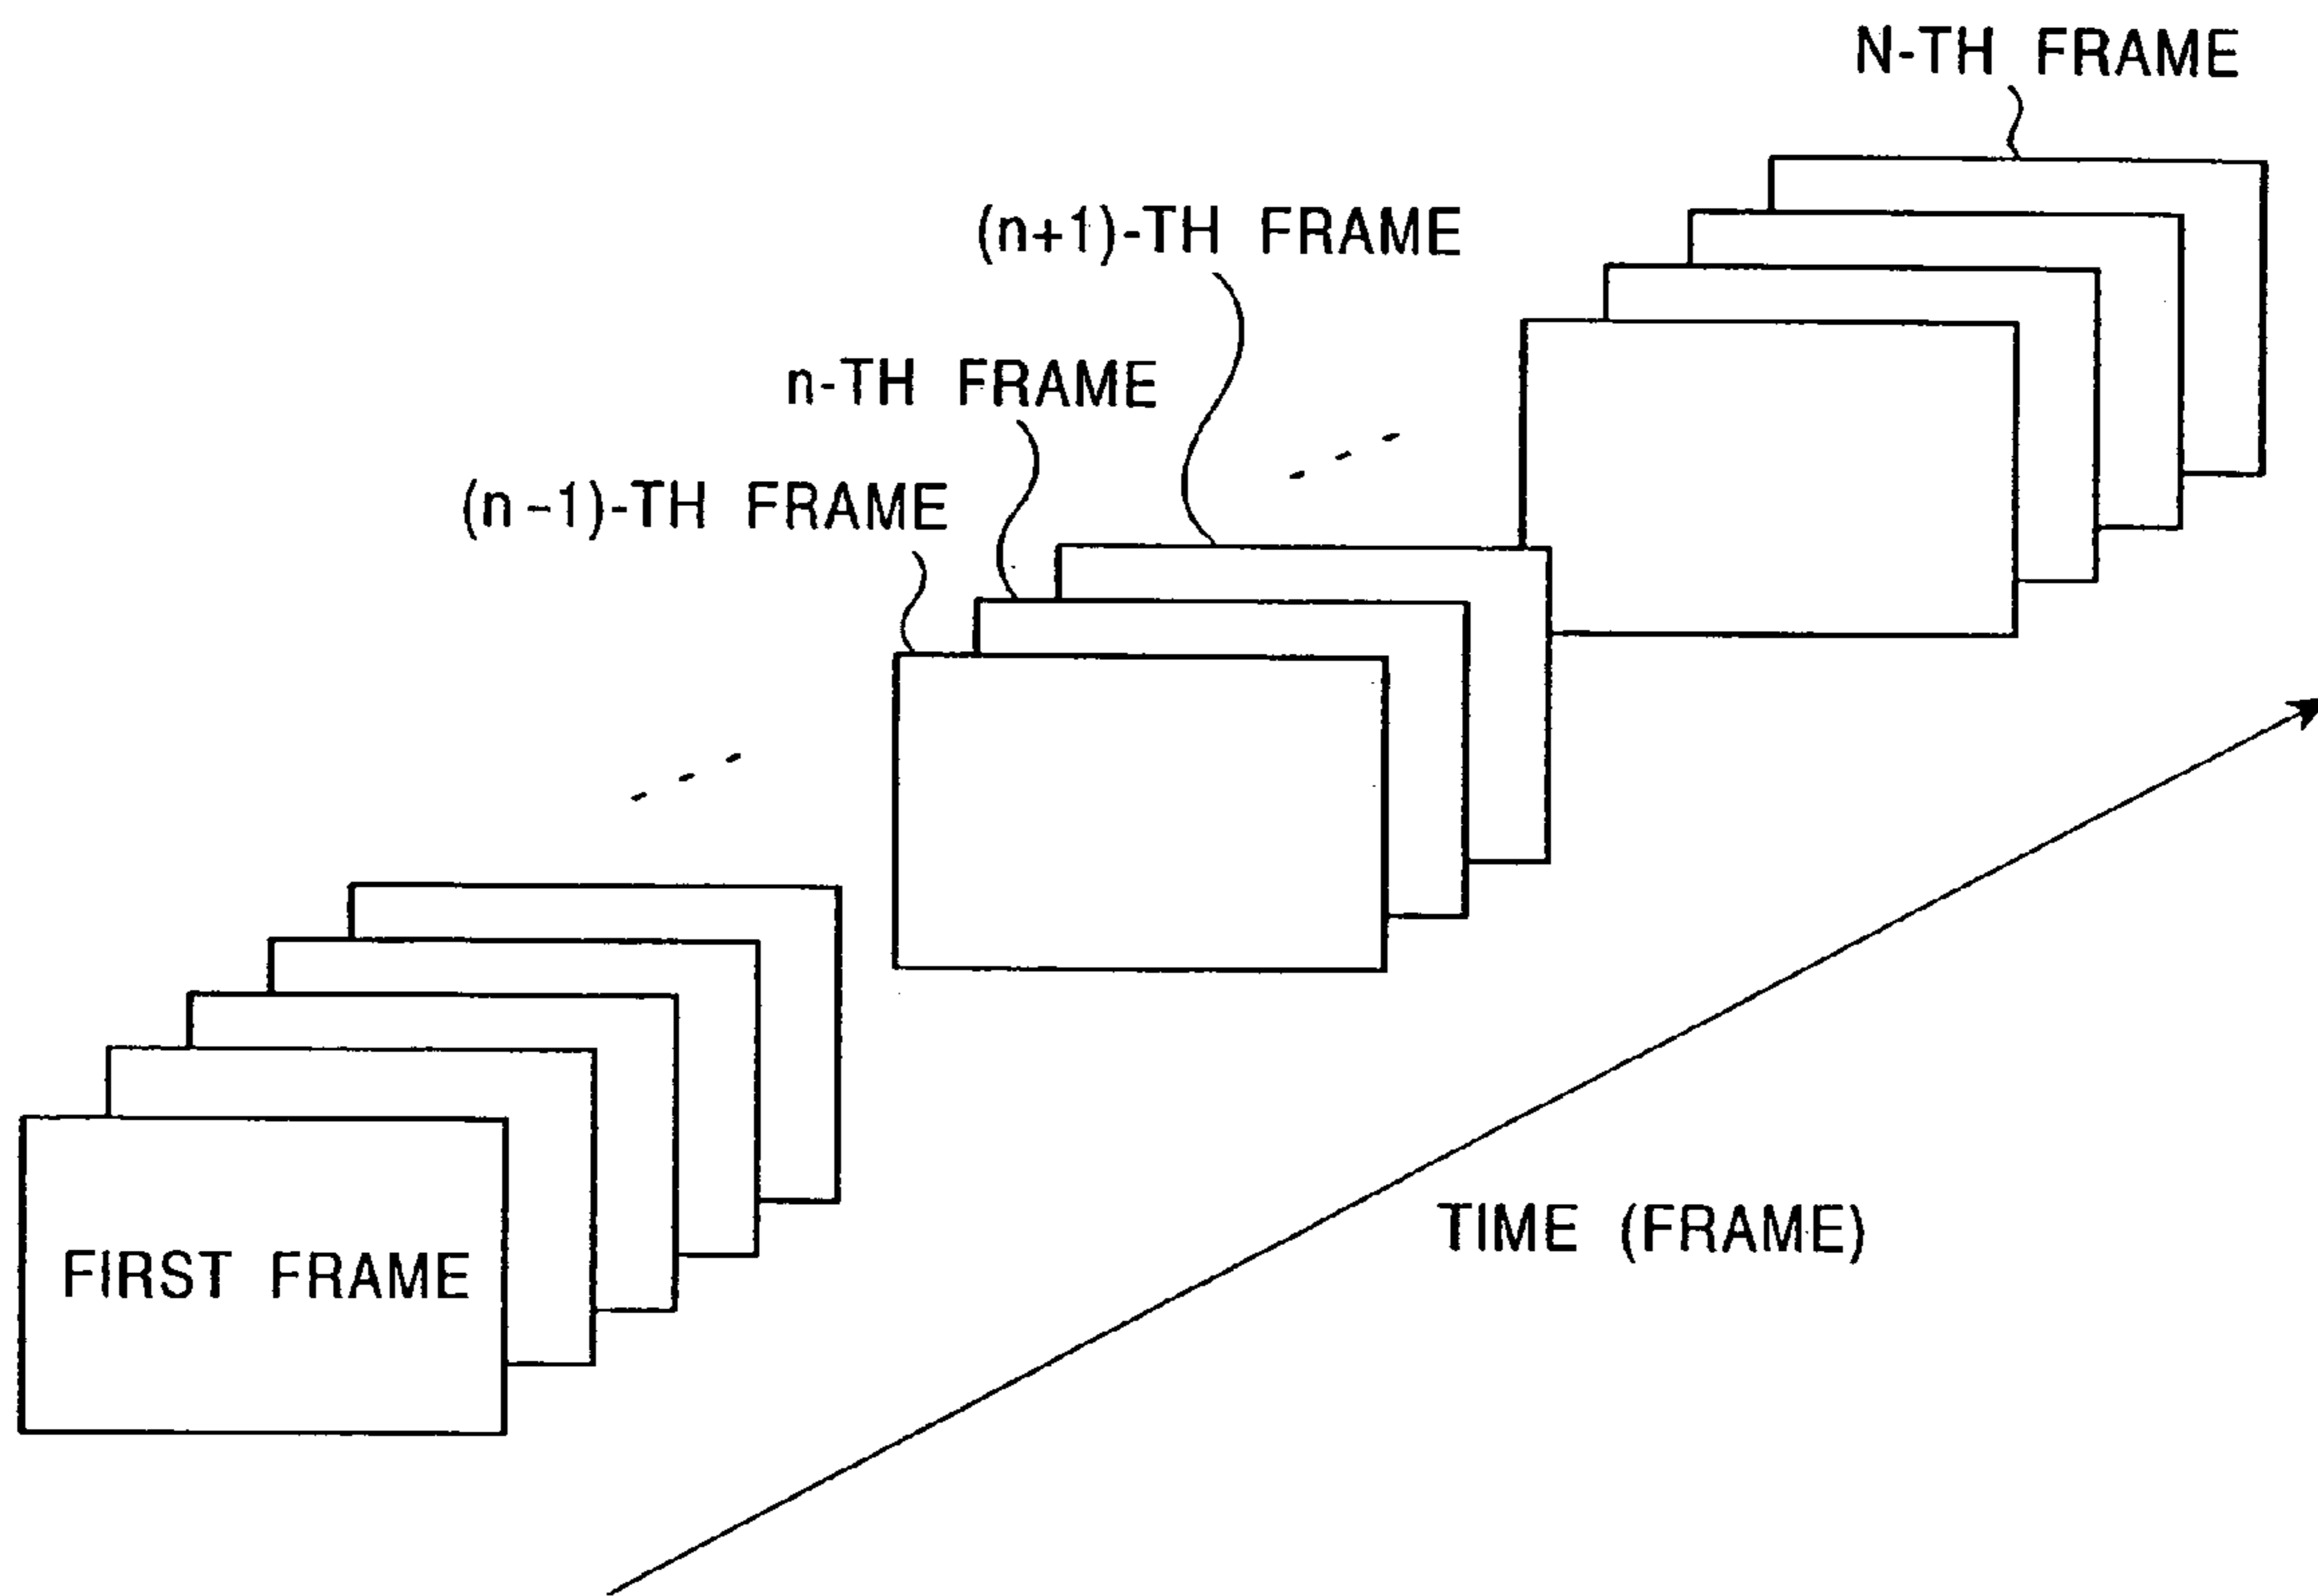 N-TH FRAME
(n+1)-TH FRAME
n-TH FRAME
(n-1)-TH FRAME
FIRST FRAME
TIME (FRAME)